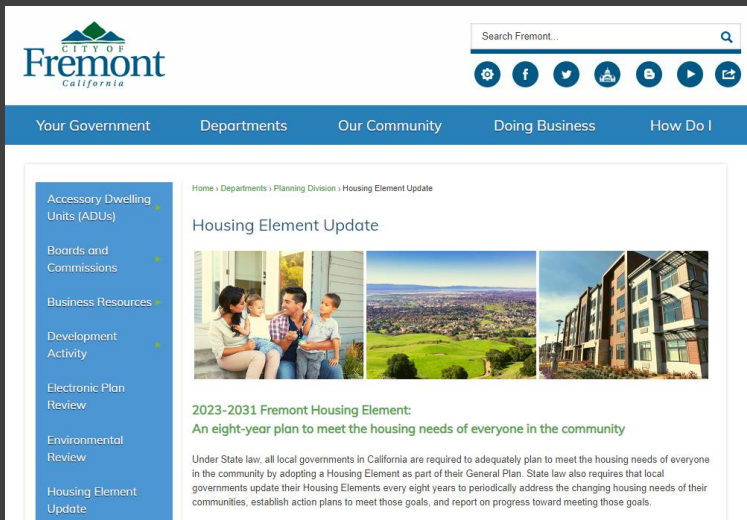 CITY OF
Fremont
California
Search Fremont...
Your Government Departments Our Community Doing Business How Do I
Accessory Dwelling
Units (ADUs)
Boards and
Commissions
Business Resources
Development
Activity
Electronic Plan
Review
Environmental
Review
Housing Element
Update
Home › Departments › Planning Division › Housing Element Update
Housing Element Update
2023-2031 Fremont Housing Element:
An eight-year plan to meet the housing needs of everyone in the community
Under State law, all local governments in California are required to adequately plan to meet the housing needs of everyone
in the community by adopting a Housing Element as part of their General Plan. State law also requires that local
governments update their Housing Elements every eight years to periodically address the changing housing needs of their
communities, establish action plans to meet those goals, and report on progress toward meeting those goals.